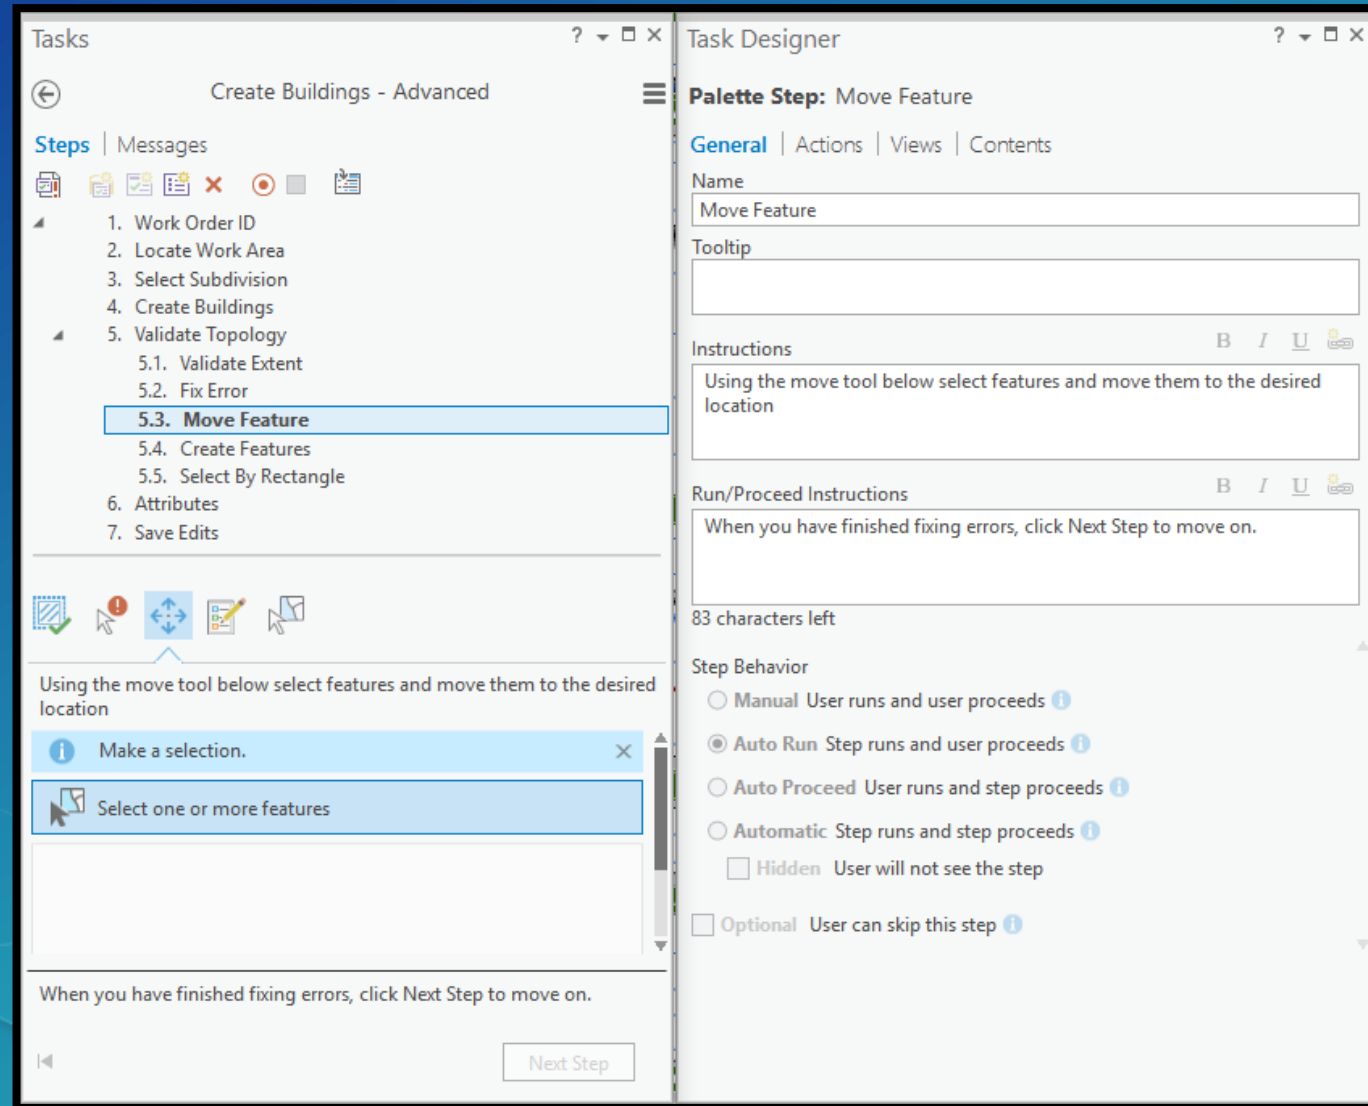 Tasks
Create Buildings - Advanced
Steps | Messages
1. Work Order ID
2. Locate Work Area
3. Select Subdivision
4. Create Buildings
5. Validate Topology
5.1. Validate Extent
5.2. Fix Error
5.3. Move Feature
5.4. Create Features
5.5. Select By Rectangle
6. Attributes
7. Save Edits
Using the move tool below select features and move them to the desired
location
Make a selection.
Select one or more features
When you have finished fixing errors, click Next Step to move on.
Next Step
Task Designer
Palette Step: Move Feature
General | Actions | Views | Contents
Name
Move Feature
Tooltip
Instructions
B I U
Using the move tool below select features and move them to the desired
location
Run/Proceed Instructions
B I U
When you have finished fixing errors, click Next Step to move on.
83 characters left
Step Behavior
Manual User runs and user proceeds
Auto Run Step runs and user proceeds
Auto Proceed User runs and step proceeds
Automatic Step runs and step proceeds
Hidden User will not see the step
Optional User can skip this step